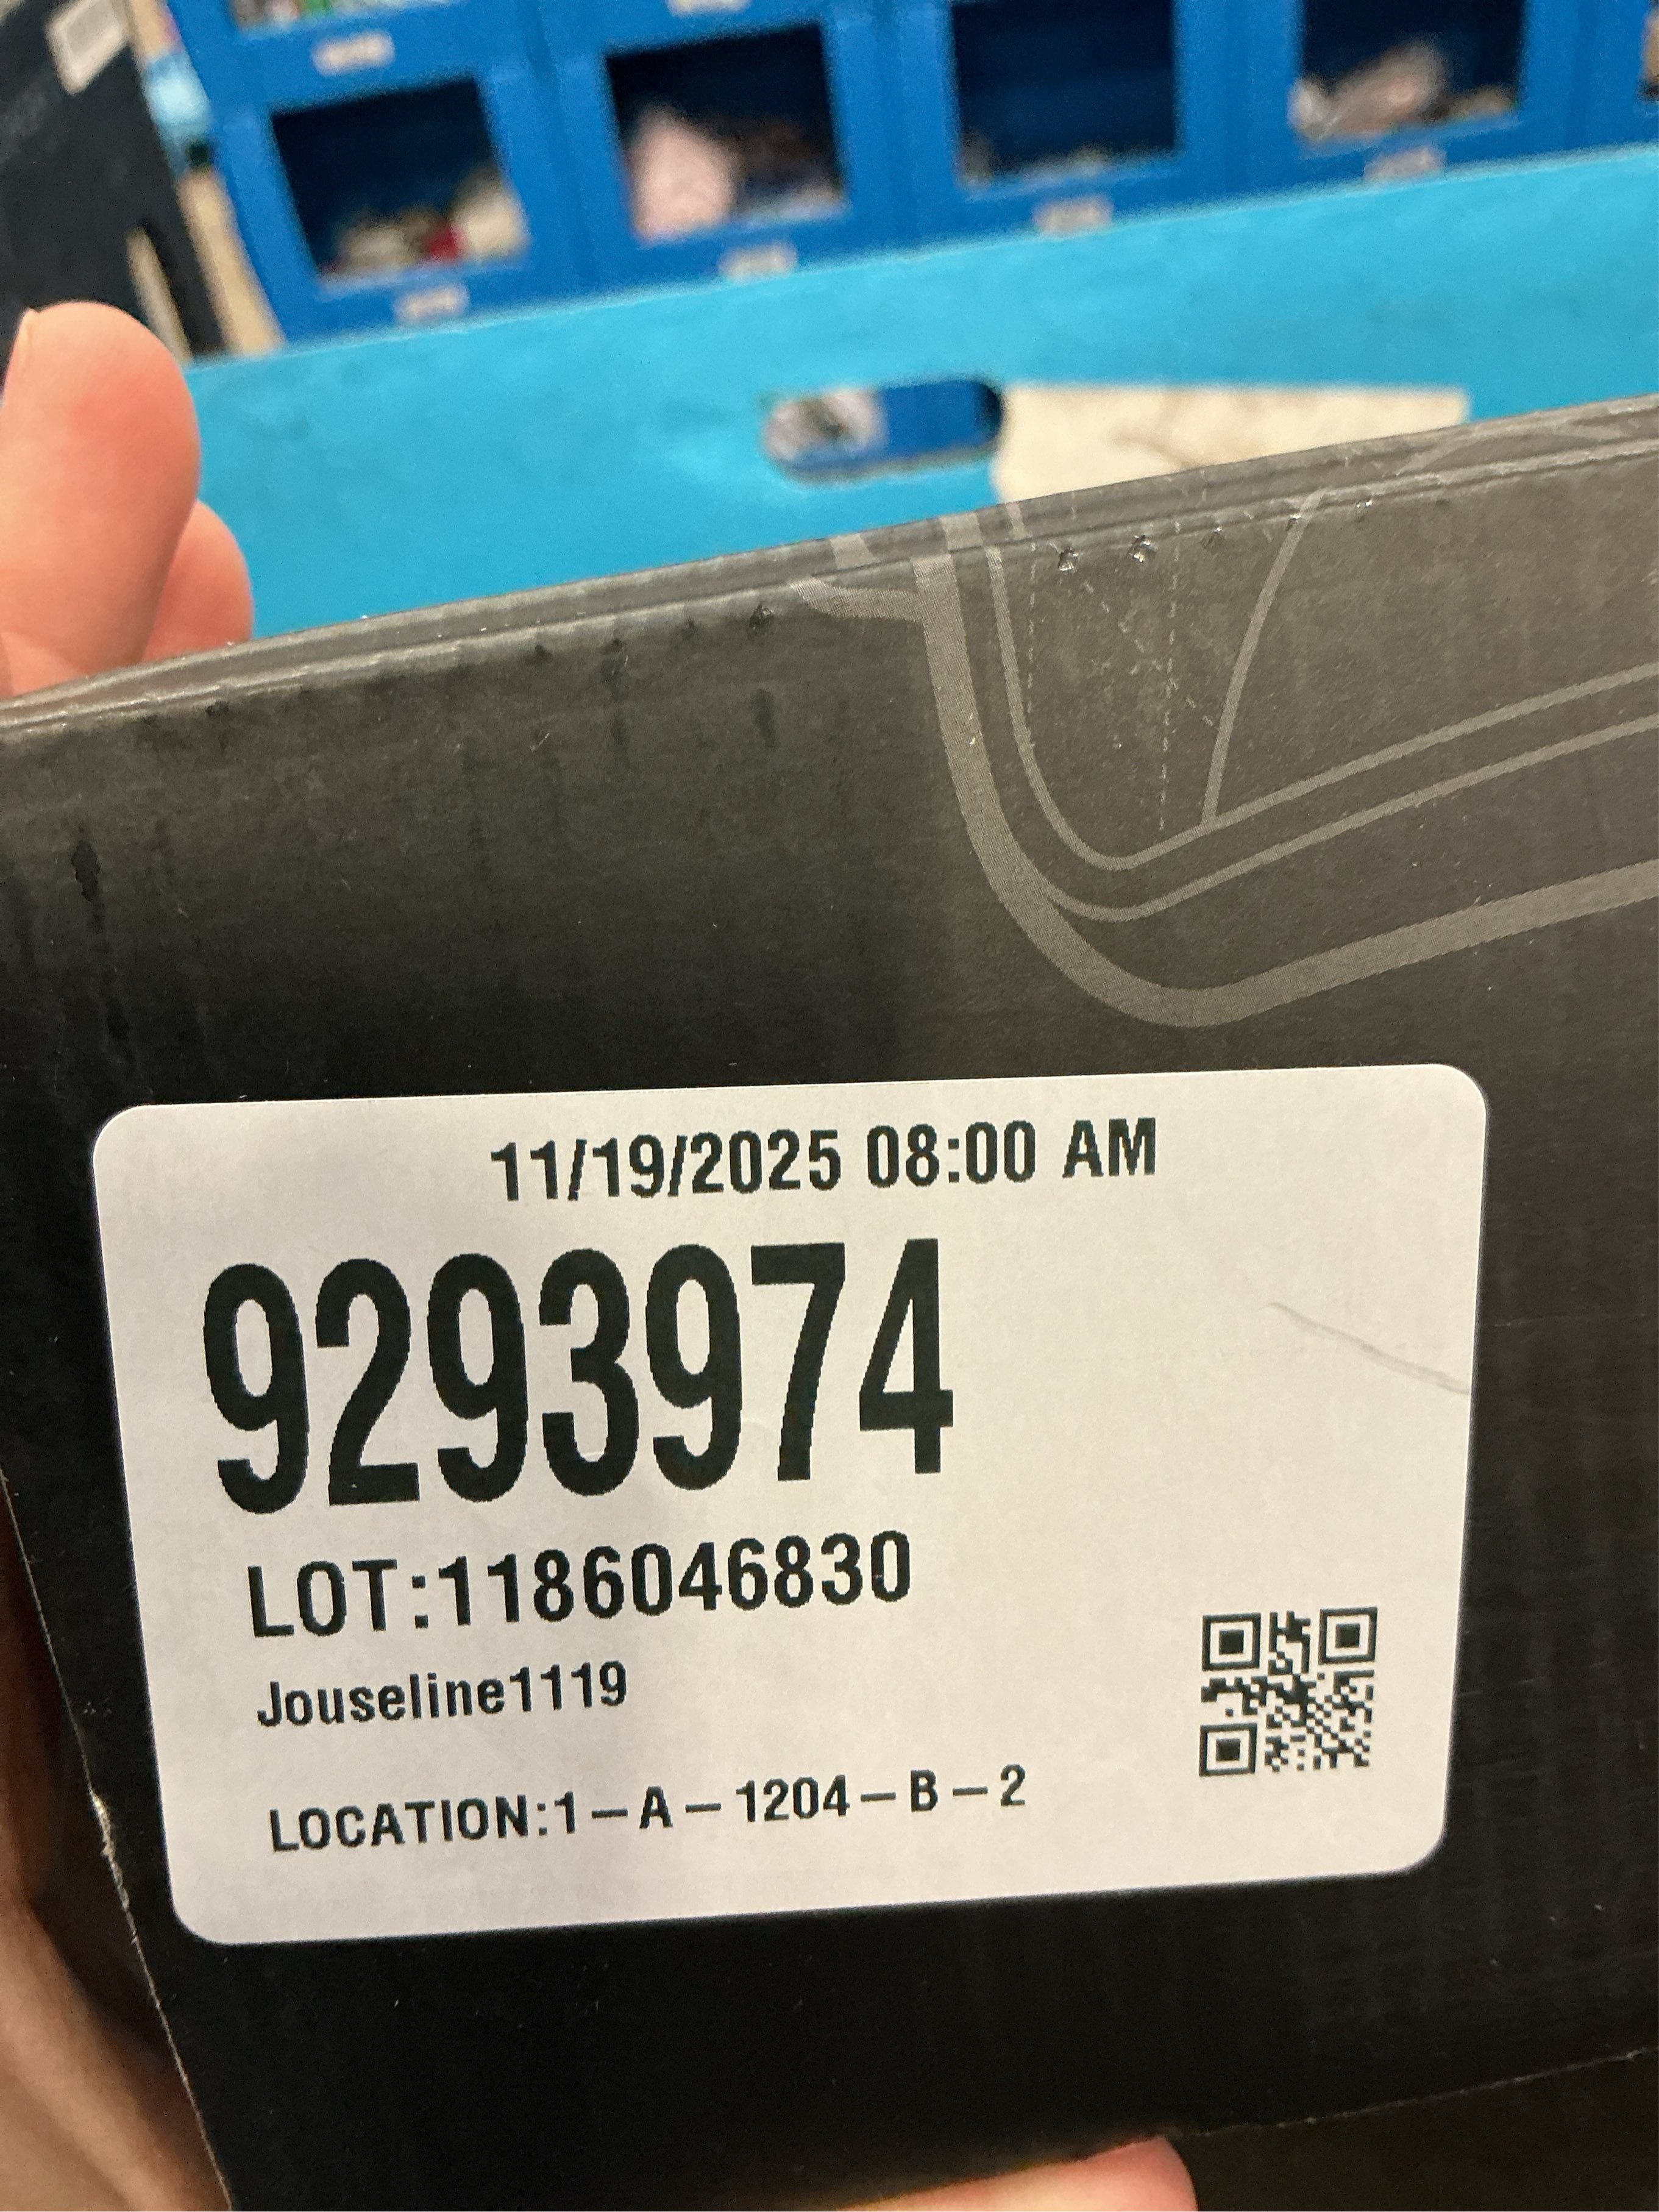 11/19/2025 08:00 AM
9293974
LOT:1186046830
Jouseline1119
LOCATION:1-A-1204-B-2